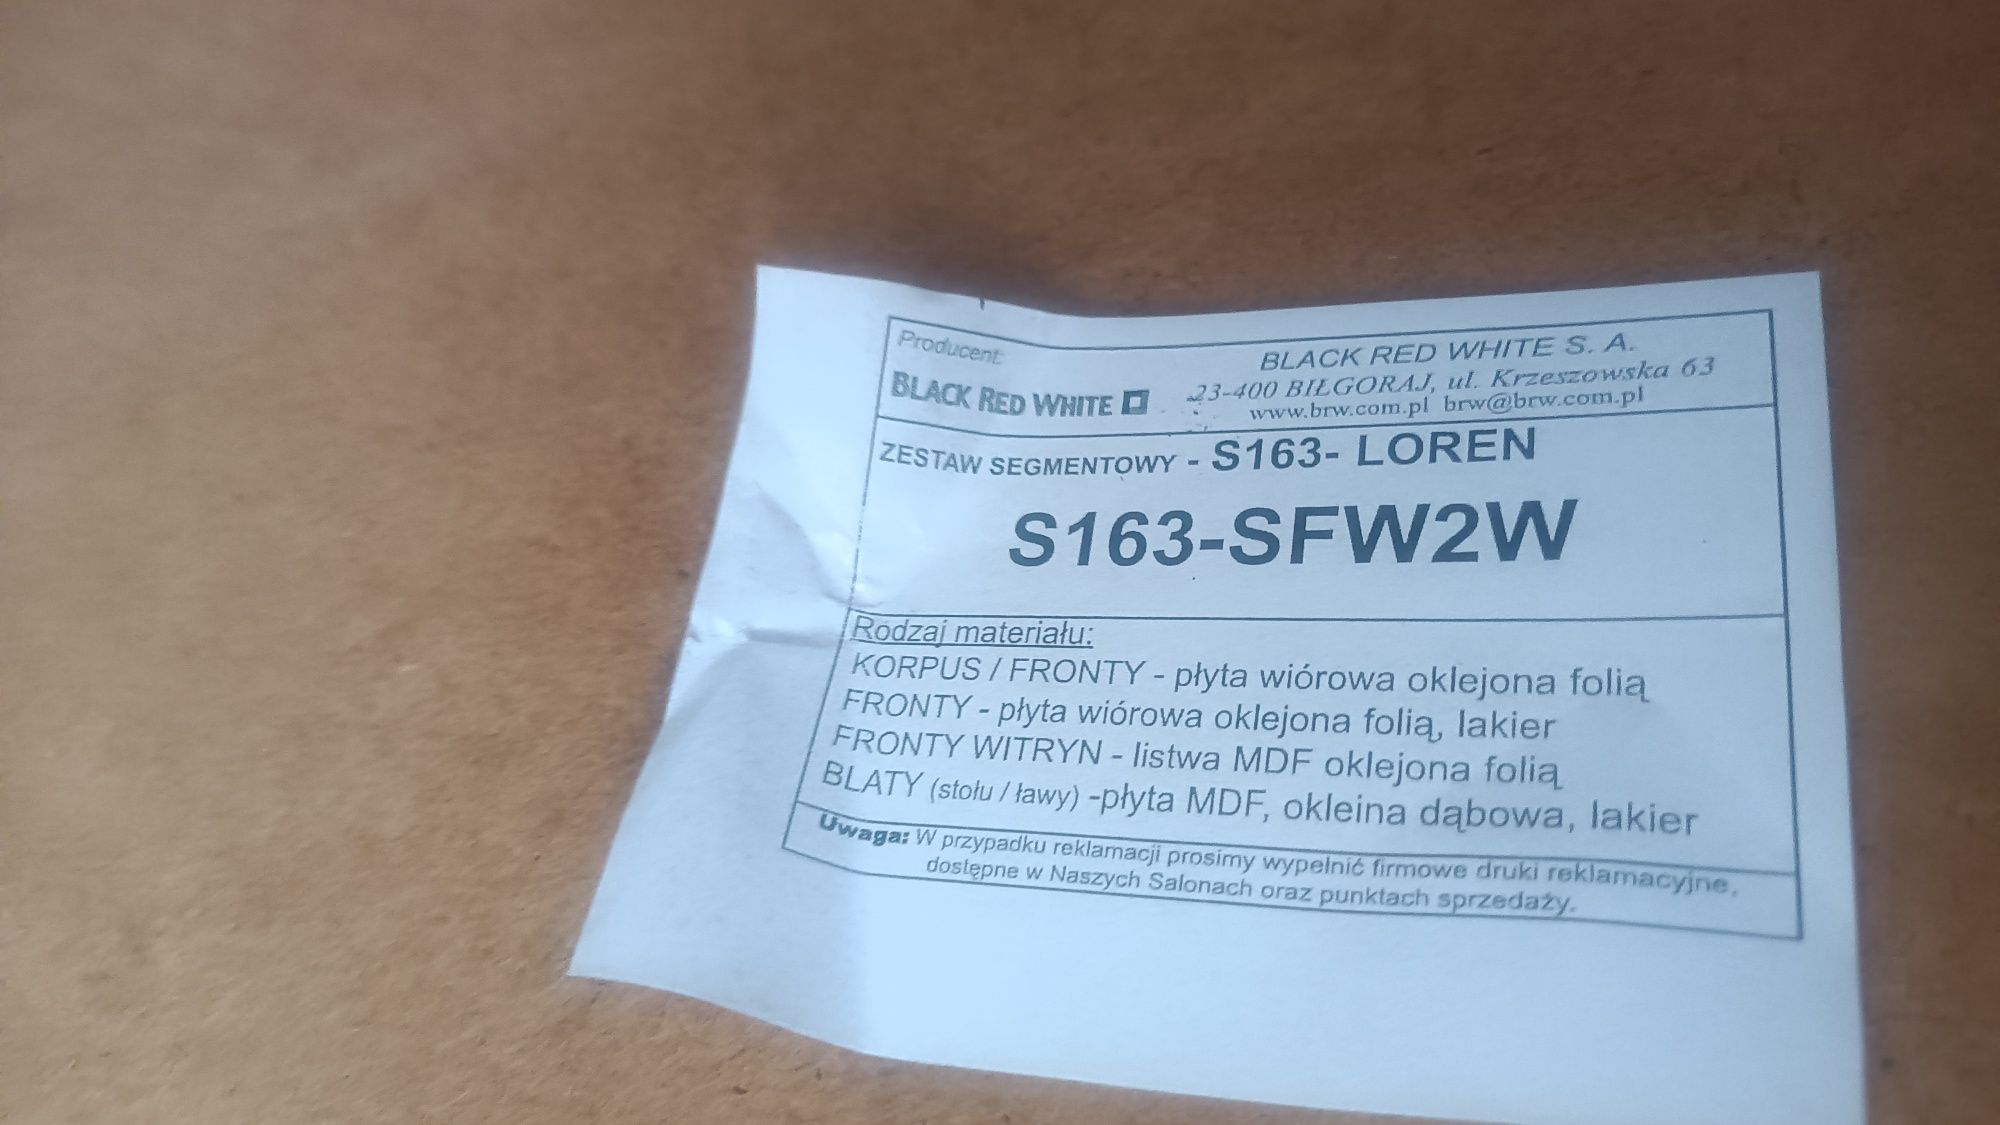 Producent:
BLACK RED WHITE
BLACK RED WHITE S. A.
23-400 BIŁGORAJ, ul. Krzeszowska 63
www.brw.com.pl brw@brw.com.pl
ZESTAW SEGMENTOWY - S163- LOREN
S163-SFW2W
Rodzaj materiału:
KORPUS / FRONTY - płyta wiórowa oklejona folią
FRONTY - płyta wiórowa oklejona folią, lakier
FRONTY WITRYN - listwa MDF oklejona folią
BLATY (stołu / ławy) -płyta MDF, okleina dąbowa, lakier
Uwaga: W przypadku reklamacji prosimy wypełnić firmowe druki reklamacyjne,
dostępne w Naszych Salonach oraz punktach sprzedaży.